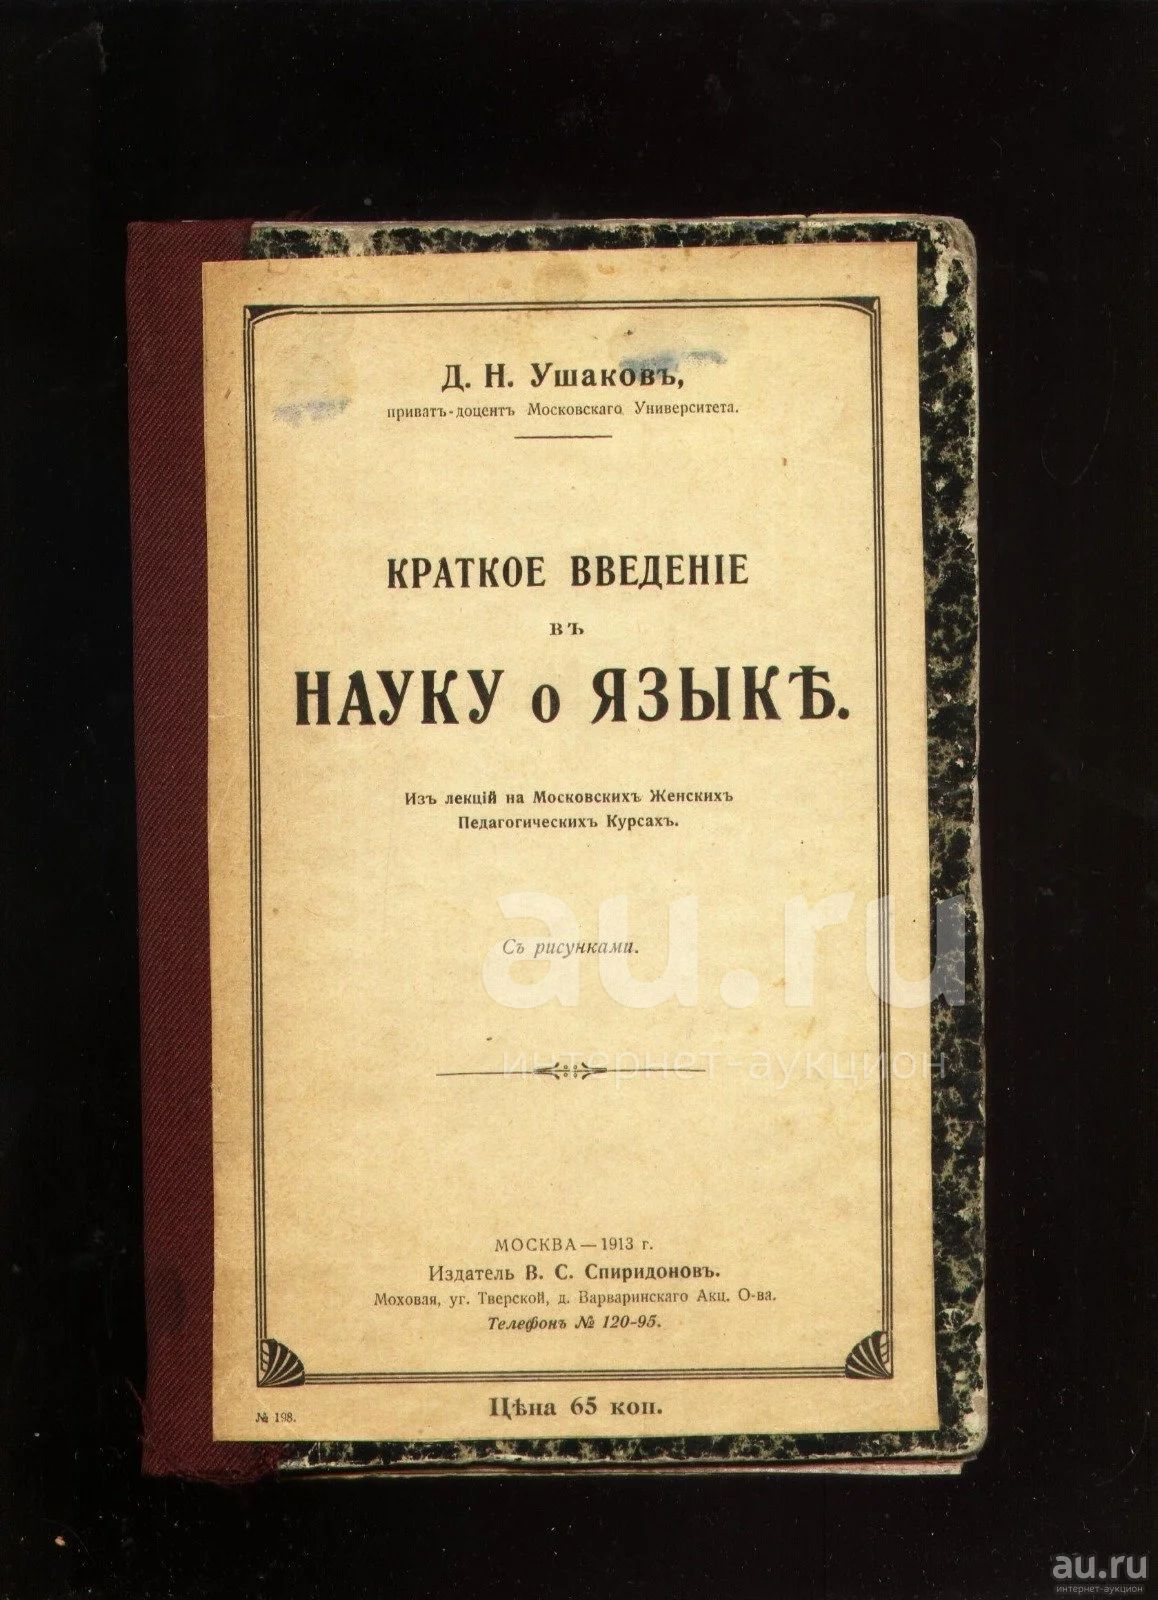 Д. Н. Ушаковъ,
приватъ-доцентъ Московскаго Университета.
КРАТКОЕ ВВЕДЕНІЕ
въ
НАУКУ о ЯЗЫКѢ.
Изъ лекцій на Московскихъ Женскихъ
Педагогическихъ Курсахъ.
Съ рисунками.
au.ru
интернет-аукцион
МОСКВА—1913 г.
Издатель В. С. Спиридоновъ.
Моховая, уг. Тверской, д. Варваринскаго Акц. О-ва.
Телефонъ № 120-95.
Цѣна 65 коп.
№ 198.
au.ru
интернет-аукцион